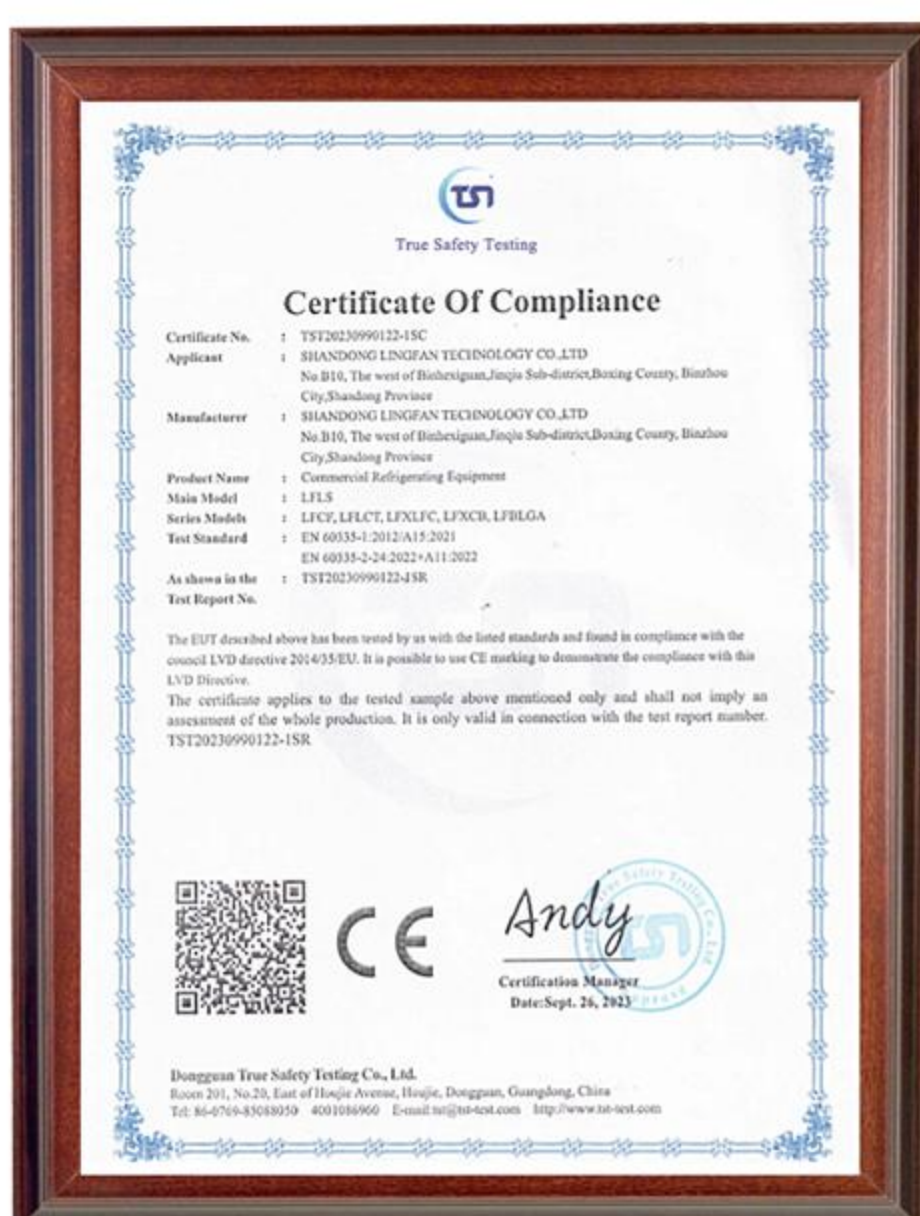 TST
True Safety Testing
Certificate Of Compliance
Certificate No. : TST20230990122-1SC
Applicant : SHANDONG LINGFAN TECHNOLOGY CO.,LTD
No.B10, The west of Binhexiguan,Jinqiu Sub-district,Boxing County, Binzhou
City,Shandong Province
Manufacturer : SHANDONG LINGFAN TECHNOLOGY CO.,LTD
No.B10, The west of Binhexiguan,Jinqiu Sub-district,Boxing County, Binzhou
City,Shandong Province
Product Name : Commercial Refrigerating Equipment
Main Model : LFLS
Series Models : LFCF, LFLCT, LFXLFC, LFXCB, LFBLGA
Test Standard : EN 60335-1:2012/A15:2021
EN 60335-2-24:2022+A11:2022
As shown in the : TST20230990122-1SR
Test Report No.
The EUT described above has been tested by us with the listed standards and found in compliance with the
council LVD directive 2014/35/EU. It is possible to use CE marking to demonstrate the compliance with this
LVD Directive.
The certificate applies to the tested sample above mentioned only and shall not imply an
assessment of the whole production. It is only valid in connection with the test report number.
TST20230990122-1SR
CE
Andy
Certification Manager
Date:Sept. 26, 2023
Dongguan True Safety Testing Co., Ltd.
Room 201, No.20, East of Houjie Avenue, Houjie, Dongguan, Guangdong, China
Tel: 86-0769-85088050 4001086960 E-mail:tst@tst-test.com http://www.tst-test.com